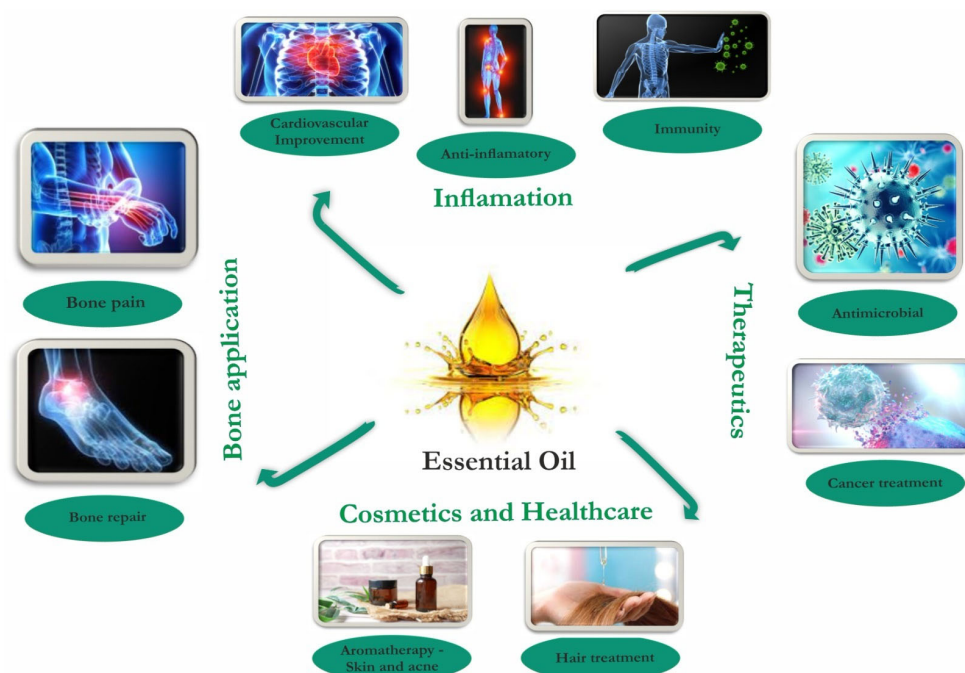 Cardiovascular
Improvement
Anti-inflamatory
Immunity
Inflamation
Bone pain
Bone repair
Bone application
Antimicrobial
Cancer treatment
Therapeutics
Essential Oil
Cosmetics and Healthcare
Aromatherapy -
Skin and acne
Hair treatment